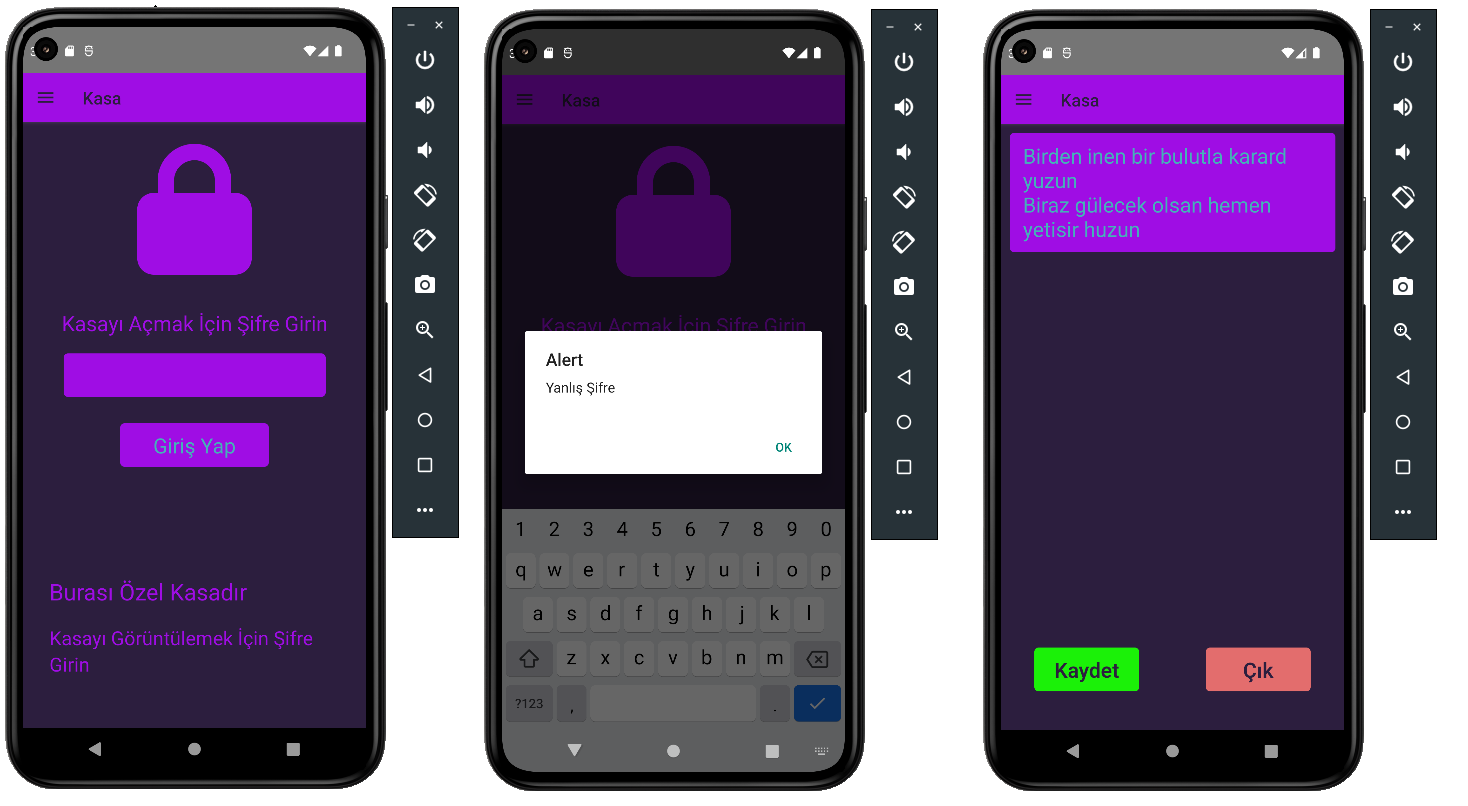 Kasa
Kasayı Açmak İçin Şifre Girin
Giriş Yap
Burası Özel Kasadır
Kasayı Görüntülemek İçin Şifre
Girin
Kasa
Kasayı Açmak İçin Şifre Girin
Alert
Yanlış Şifre
OK
1 2 3 4 5 6 7 8 9 0
q w e r t y u i o p
a s d f g h j k l
z x c v b n m
?123 , .
Kasa
Birden inen bir bulutla karard
yuzun
Biraz gülecek olsan hemen
yetisir huzun
Kaydet
Çık